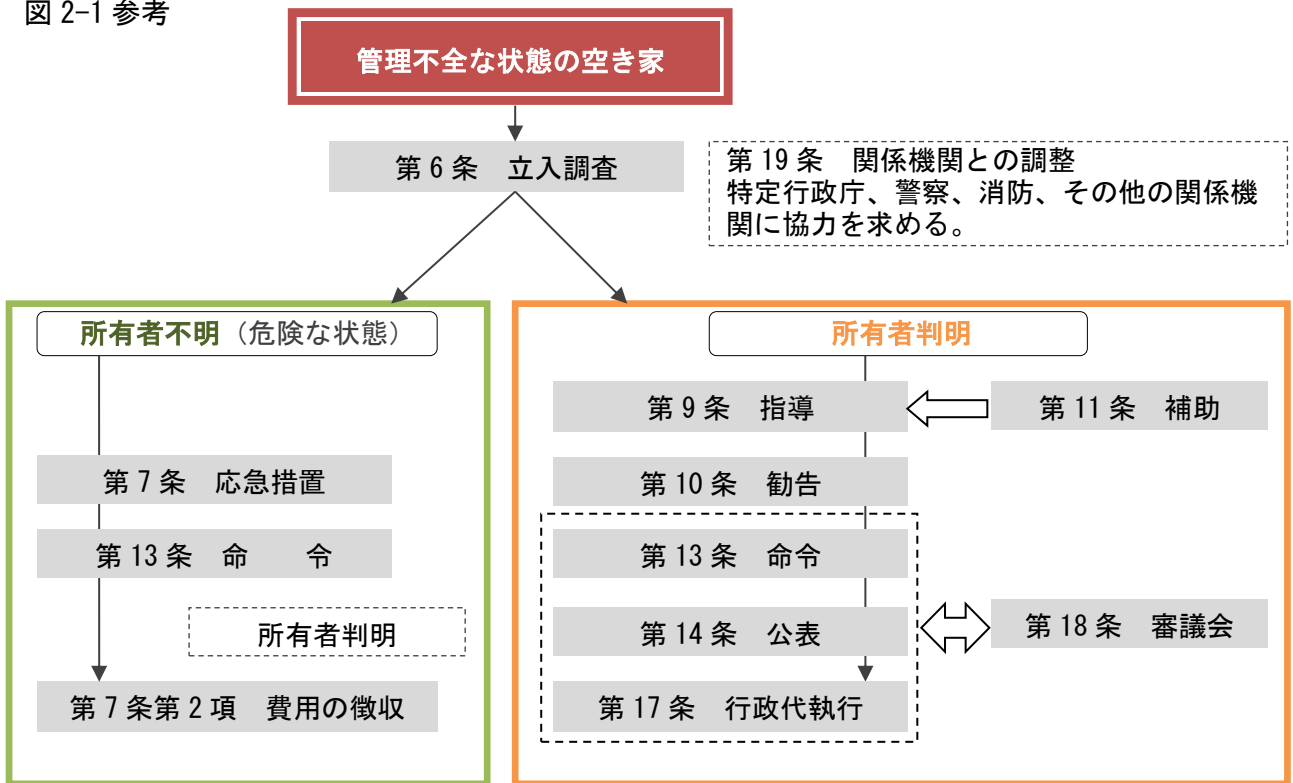 図 2-1 参考
管理不全な状態の空き家
第 6 条　立入調査
第 19 条　関係機関との調整
特定行政庁、警察、消防、その他の関係機
関に協力を求める。
所有者不明（危険な状態）
第 7 条　応急措置
第 13 条　命　　令
所有者判明
第 7 条第 2 項　費用の徴収
所有者判明
第 9 条　指導
第 11 条　補助
第 10 条　勧告
第 13 条　命令
第 14 条　公表
第 18 条　審議会
第 17 条　行政代執行